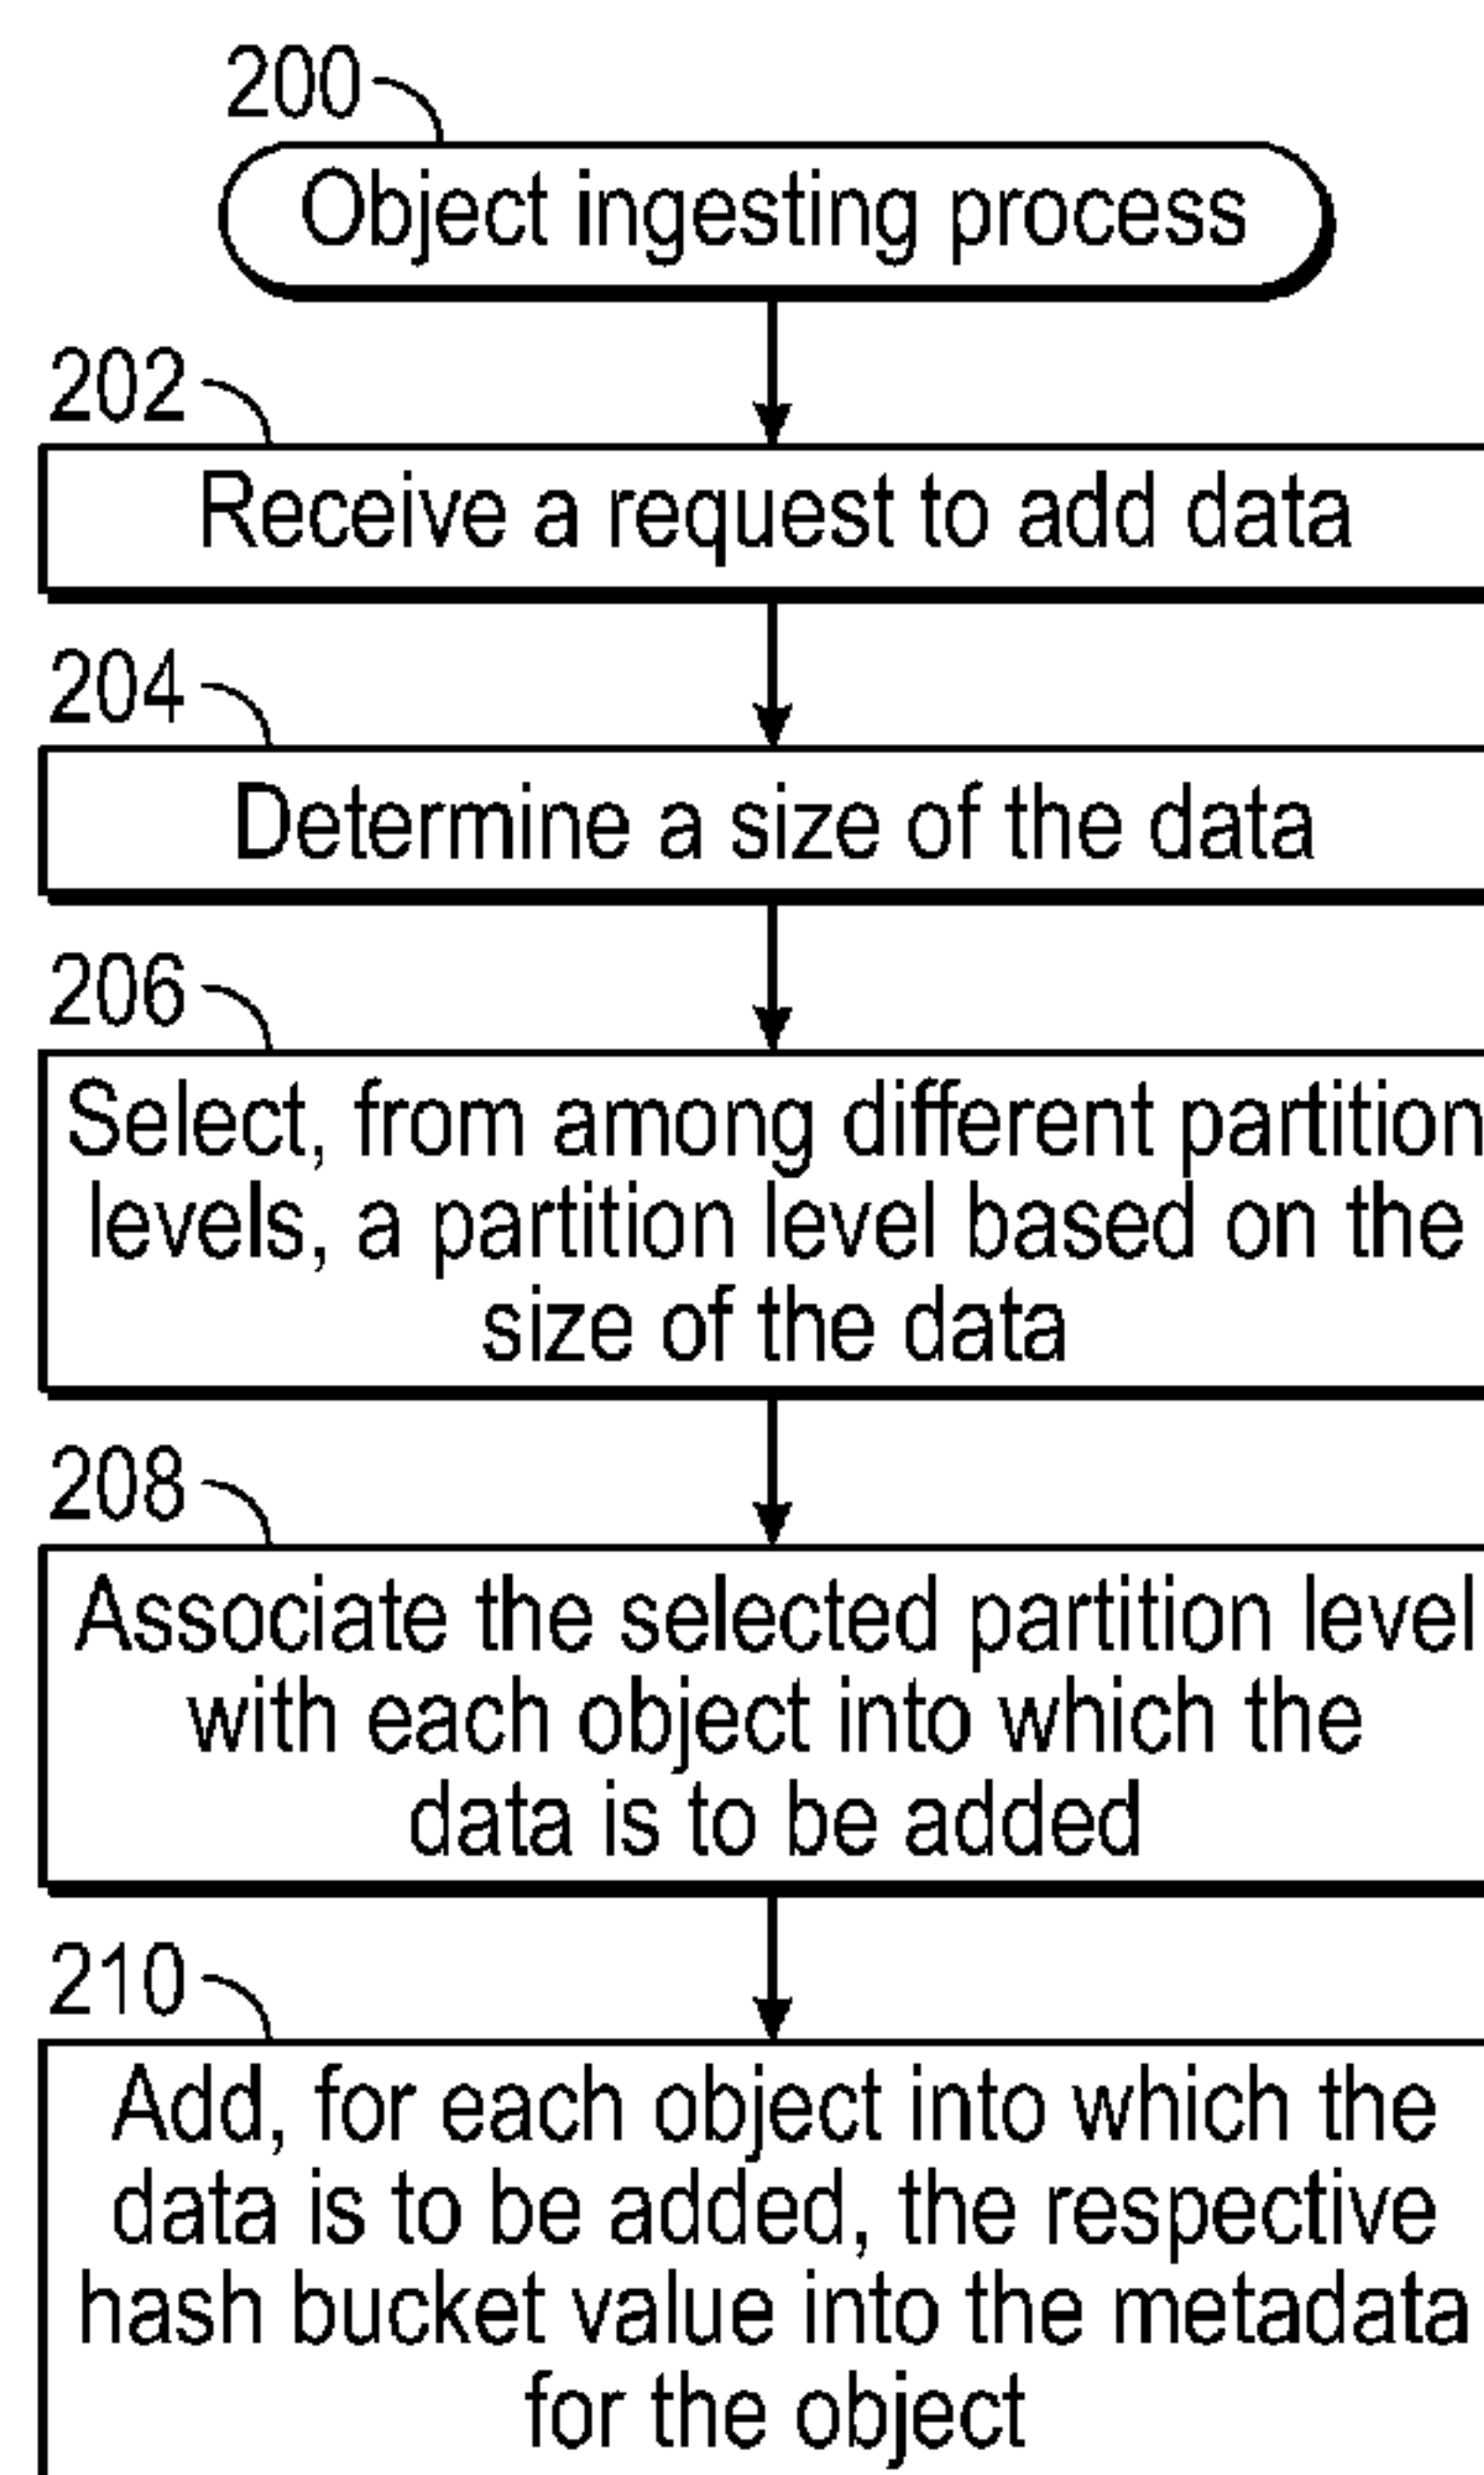 200
Object ingesting process
202
Receive a request to add data
204
Determine a size of the data
206
Select, from among different partition
levels, a partition level based on the
size of the data
208
Associate the selected partition level
with each object into which the
data is to be added
210
Add, for each object into which the
data is to be added, the respective
hash bucket value into the metadata
for the object